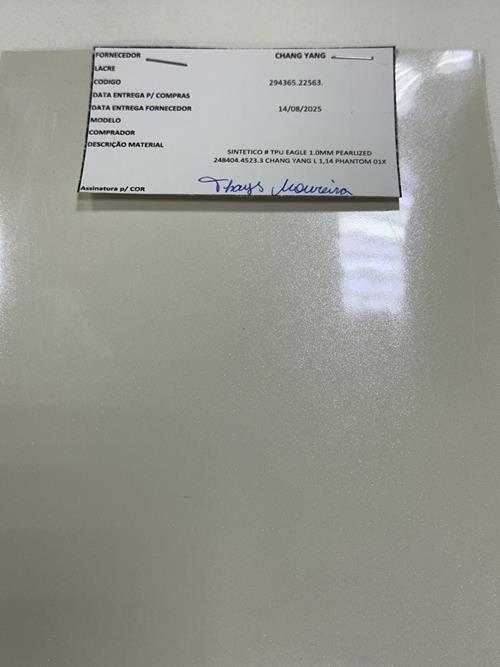 FORNECEDOR CHANG YANG
LACRE
CODIGO 294365.22563.
DATA ENTREGA P/ COMPRAS
DATA ENTREGA FORNECEDOR 14/08/2025
MODELO
COMPRADOR
DESCRIÇÃO MATERIAL
SINTETICO # TPU EAGLE 1.0MM PEARLIZED
248404.4523.3 CHANG YANG L 1,14 PHANTOM 01X
Assinatura p/ COR Thays Moureira